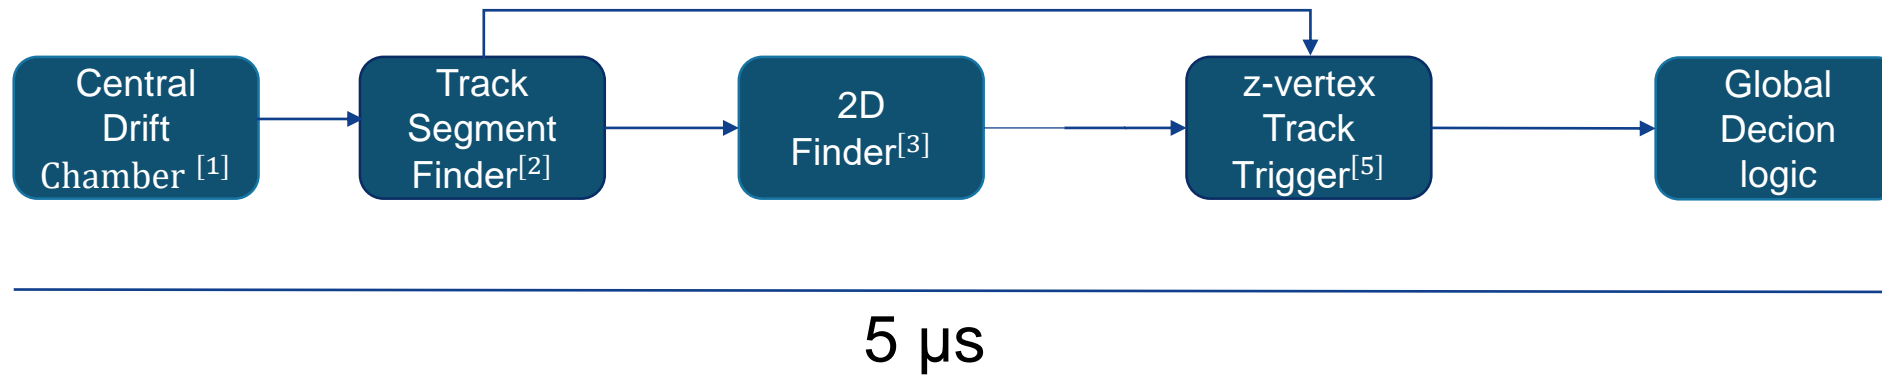 Central
Drift
Chamber [1]
Track
Segment
Finder[2]
2D
Finder[3]
z-vertex
Track
Trigger[5]
Global
Decion
logic
5 µs